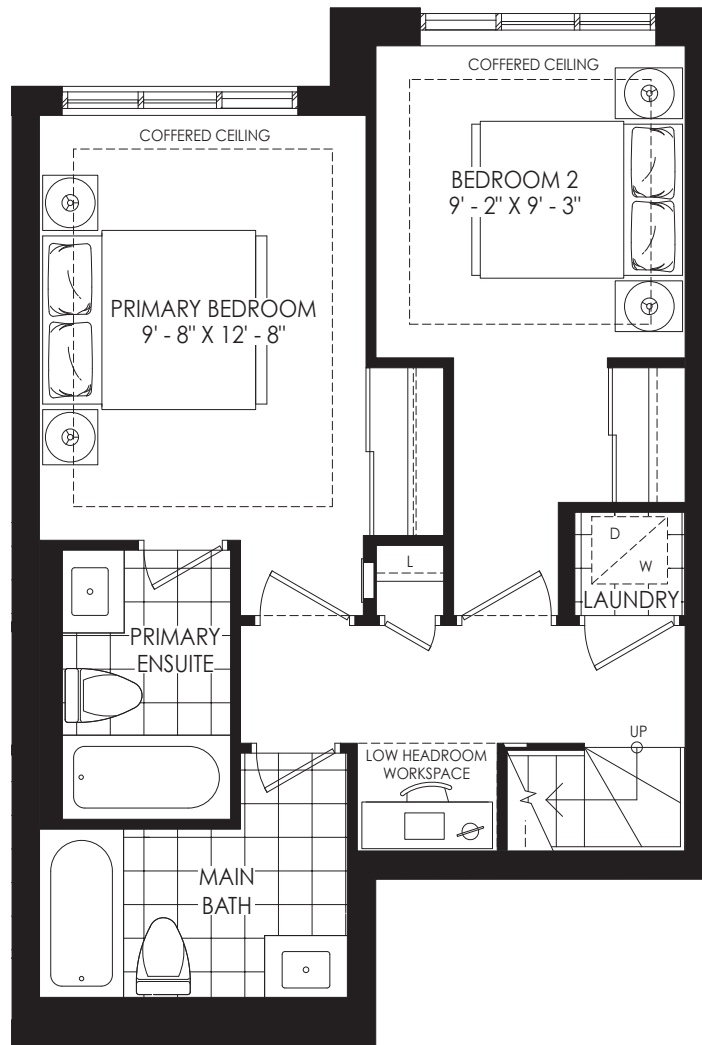 COFFERED CEILING
BEDROOM 2
9' - 2" X 9' - 3"
COFFERED CEILING
PRIMARY BEDROOM
9' - 8" X 12' - 8"
L
D
W
LAUNDRY
PRIMARY
ENSUITE
UP
LOW HEADROOM
WORKSPACE
MAIN
BATH